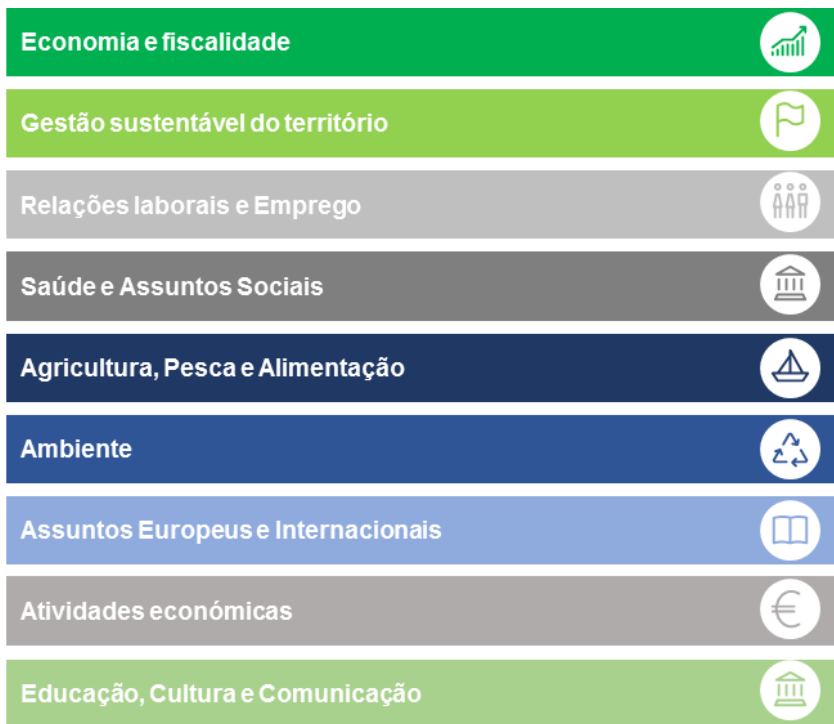 Economia e fiscalidade
Gestão sustentável do território
Relações laborais e Emprego
Saúde e Assuntos Sociais
Agricultura, Pesca e Alimentação
Ambiente
Assuntos Europeus e Internacionais
Atividades económicas
Educação, Cultura e Comunicação